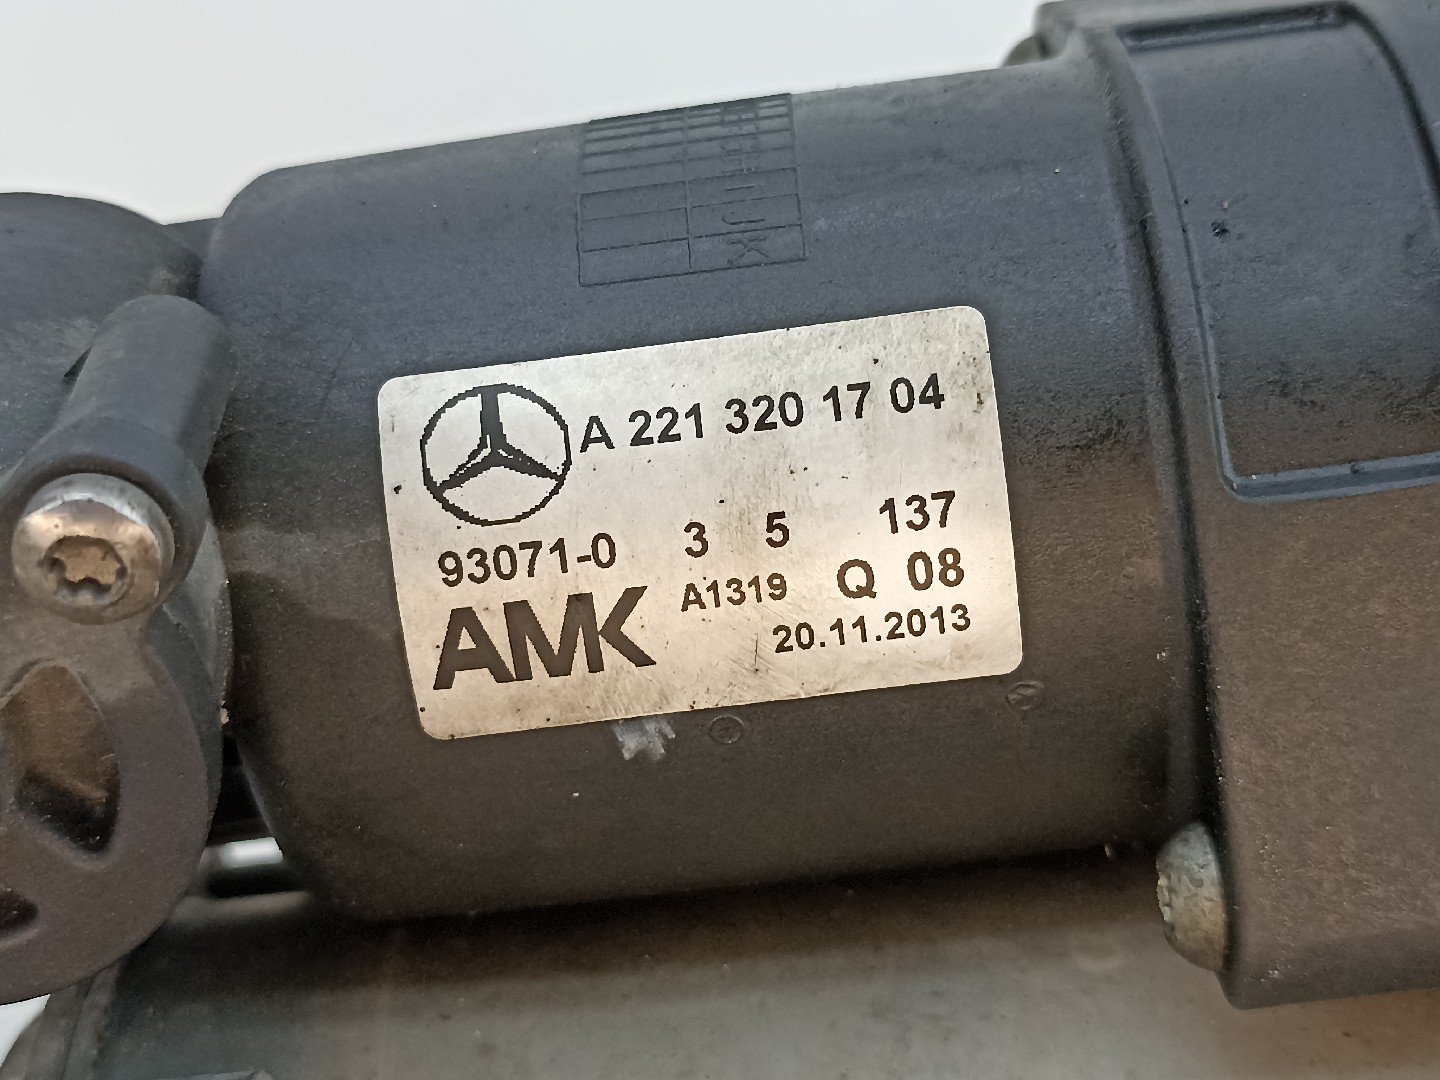 A 221 320 17 04
93071-0 3 5 137
AMK A1319 Q 08
20.11.2013